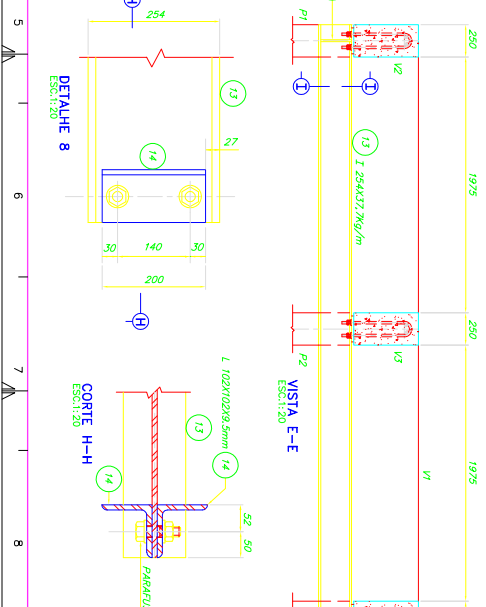 250
1975
250
1975
P1
V2
I
I
13
I 254X37,7Kg/m
P2
V3
V1
VISTA E-E
ESC.1:20
H
254
13
27
14
30
140
30
200
H
DETALHE 8
ESC.1:20
L 102X102X9.5mm
13
14
14
52
50
PARAFU
CORTE H-H
ESC.1:20
5
6
7
8